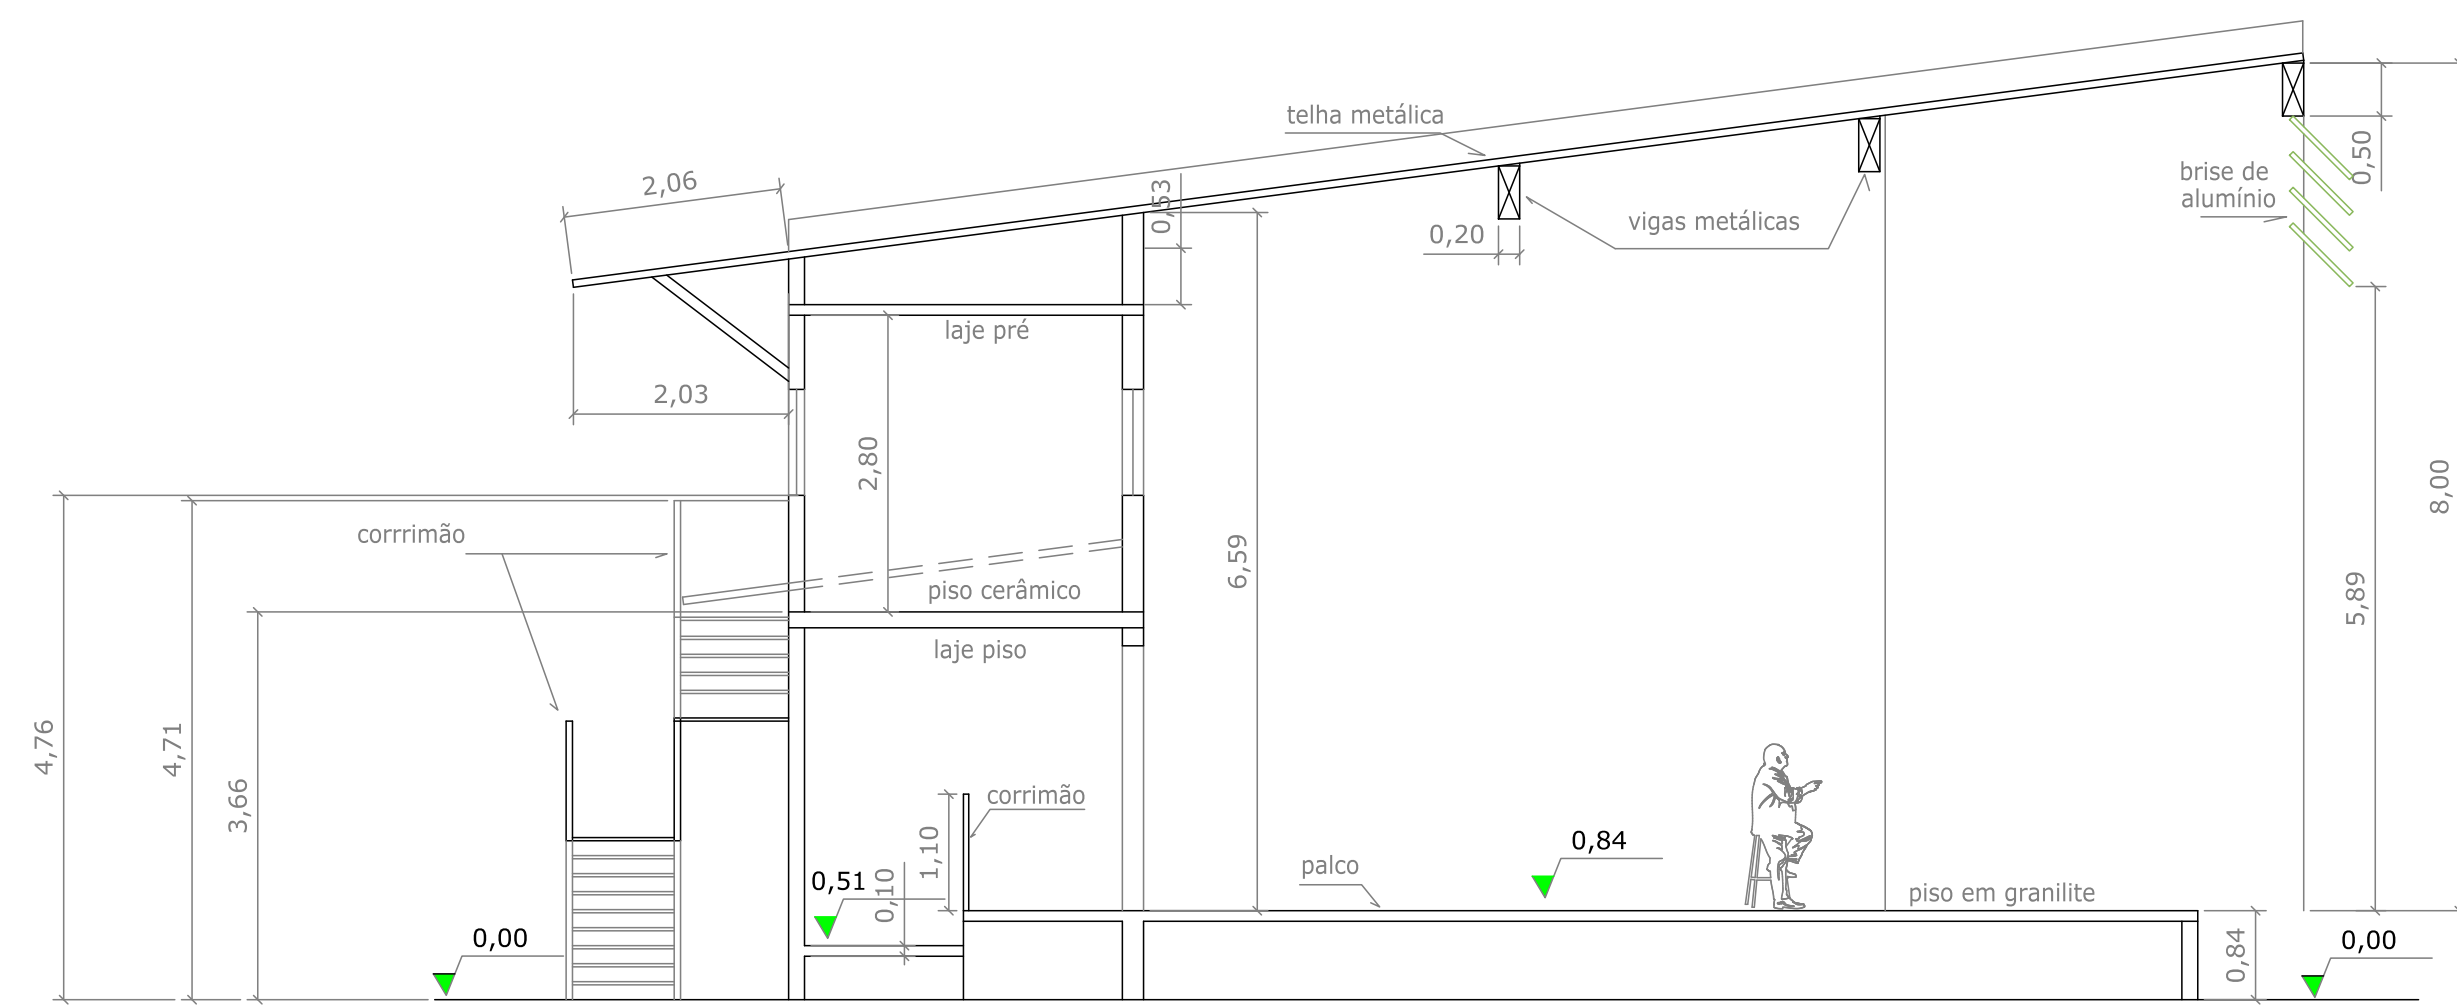 telha metálica
2,06
0,53
brise de
alumínio
0,50
0,20
vigas metálicas
laje pré
2,03
2,80
8,00
corrrimão
6,59
piso cerâmico
5,89
laje piso
4,76
4,71
3,66
corrimão
1,10
0,84
palco
0,51
0,10
piso em granilite
0,00
0,84
0,00